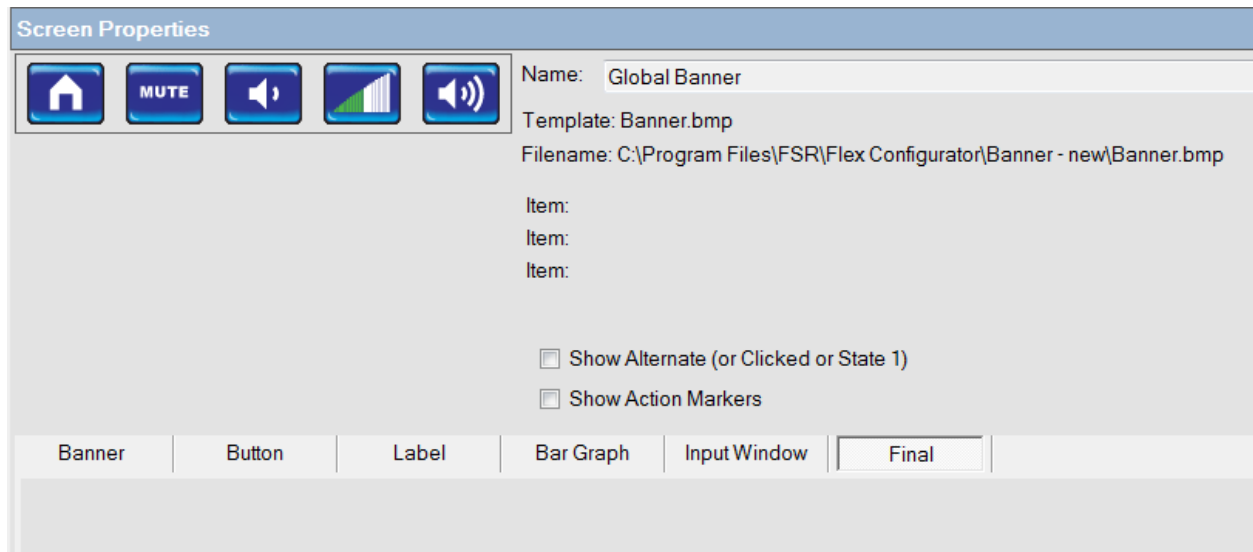 Screen Properties
MUTE
Name: Global Banner
Template: Banner.bmp
Filename: C:\Program Files\FSR\Flex Configurator\Banner - new\Banner.bmp
Item:
Item:
Item:
Show Alternate (or Clicked or State 1)
Show Action Markers
Banner Button Label Bar Graph Input Window Final